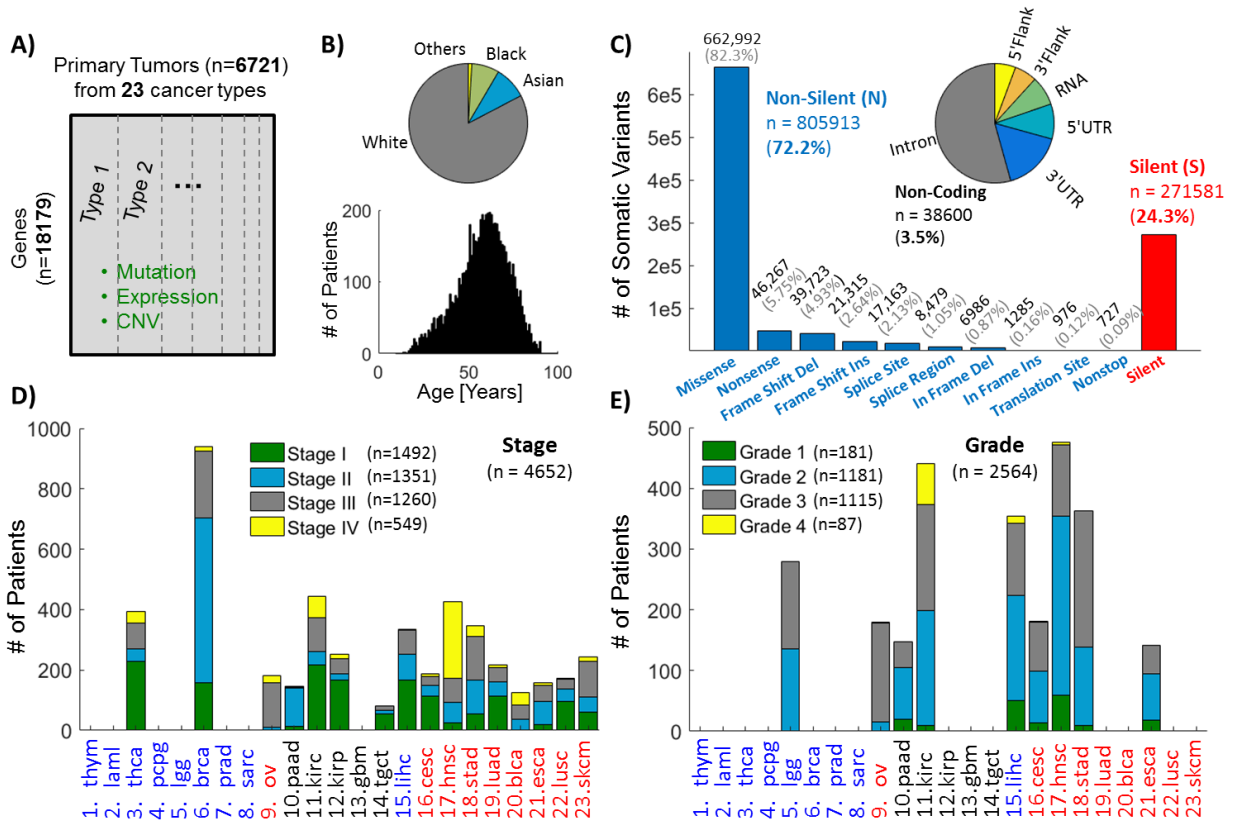 A)
Primary Tumors (n=6721)
from 23 cancer types
Genes
(n=18179)
Type 1
Type 2
...
• Mutation
• Expression
• CNV
B)
Others
Black
Asian
White
# of Patients
200
100
0
0
50
100
Age [Years]
C)
# of Somatic Variants
6e5
5e5
4e5
3e5
2e5
1e5
662,992
(82.3%)
46,267
(5.75%)
39,723
(4.93%)
21,315
(2.64%)
17,163
(2.13%)
8,479
(1.05%)
6986
(0.87%)
1285
(0.16%)
976
(0.12%)
727
(0.09%)
Non-Silent (N)
n = 805913
(72.2%)
5'Flank
3'Flank
RNA
5'UTR
3'UTR
Intron
Non-Coding
n = 38600
(3.5%)
Silent (S)
n = 271581
(24.3%)
Missense
Nonsense
Frame Shift Del
Frame Shift Ins
Splice Site
Splice Region
In Frame Del
In Frame Ins
Translation Site
Nonstop
Silent
D)
# of Patients
1000
800
600
400
200
0
Stage I (n=1492)
Stage II (n=1351)
Stage III (n=1260)
Stage IV (n=549)
Stage
(n = 4652)
1. thym
2. laml
3. thca
4. pcpg
5. lgg
6. brca
7. prad
8. sarc
9. ov
10.paad
11.kirc
12.kirp
13.gbm
14.tgct
15.lihc
16.cesc
17.hnsc
18.stad
19.luad
20.blca
21.esca
22.lusc
23.skcm
E)
# of Patients
500
400
300
200
100
0
Grade 1 (n=181)
Grade 2 (n=1181)
Grade 3 (n=1115)
Grade 4 (n=87)
Grade
(n = 2564)
1. thym
2. laml
3. thca
4. pcpg
5. lgg
6. brca
7. prad
8. sarc
9. ov
10.paad
11.kirc
12.kirp
13.gbm
14.tgct
15.lihc
16.cesc
17.hnsc
18.stad
19.luad
20.blca
21.esca
22.lusc
23.skcm